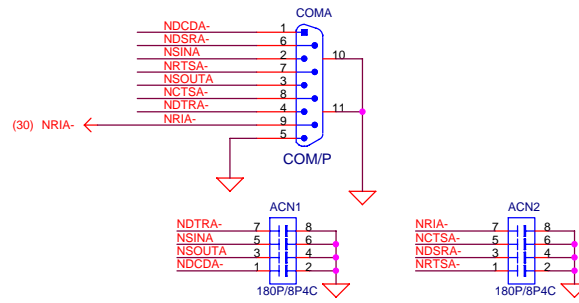 COMA
NDCDA- 1
NDSRA- 6
NSINA 2 10
NRTSA- 7
NSOUTA 3
NCTSA- 8
NDTRA- 4 11
(30) NRIA- NRIA- 9
5
COM/P
ACN1
NDTRA- 7 8
NSINA 5 6
NSOUTA 3 4
NDCDA- 1 2
180P/8P4C
ACN2
NRIA- 7 8
NCTSA- 5 6
NDSRA- 3 4
NRTSA- 1 2
180P/8P4C